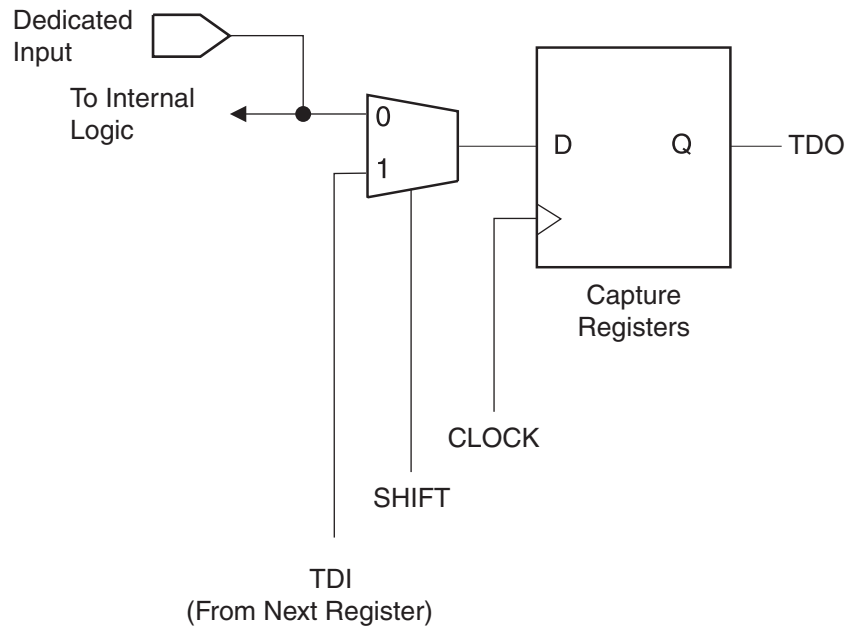 Dedicated
Input
To Internal
Logic
0
1
D
Q
TDO
Capture
Registers
CLOCK
SHIFT
TDI
(From Next Register)